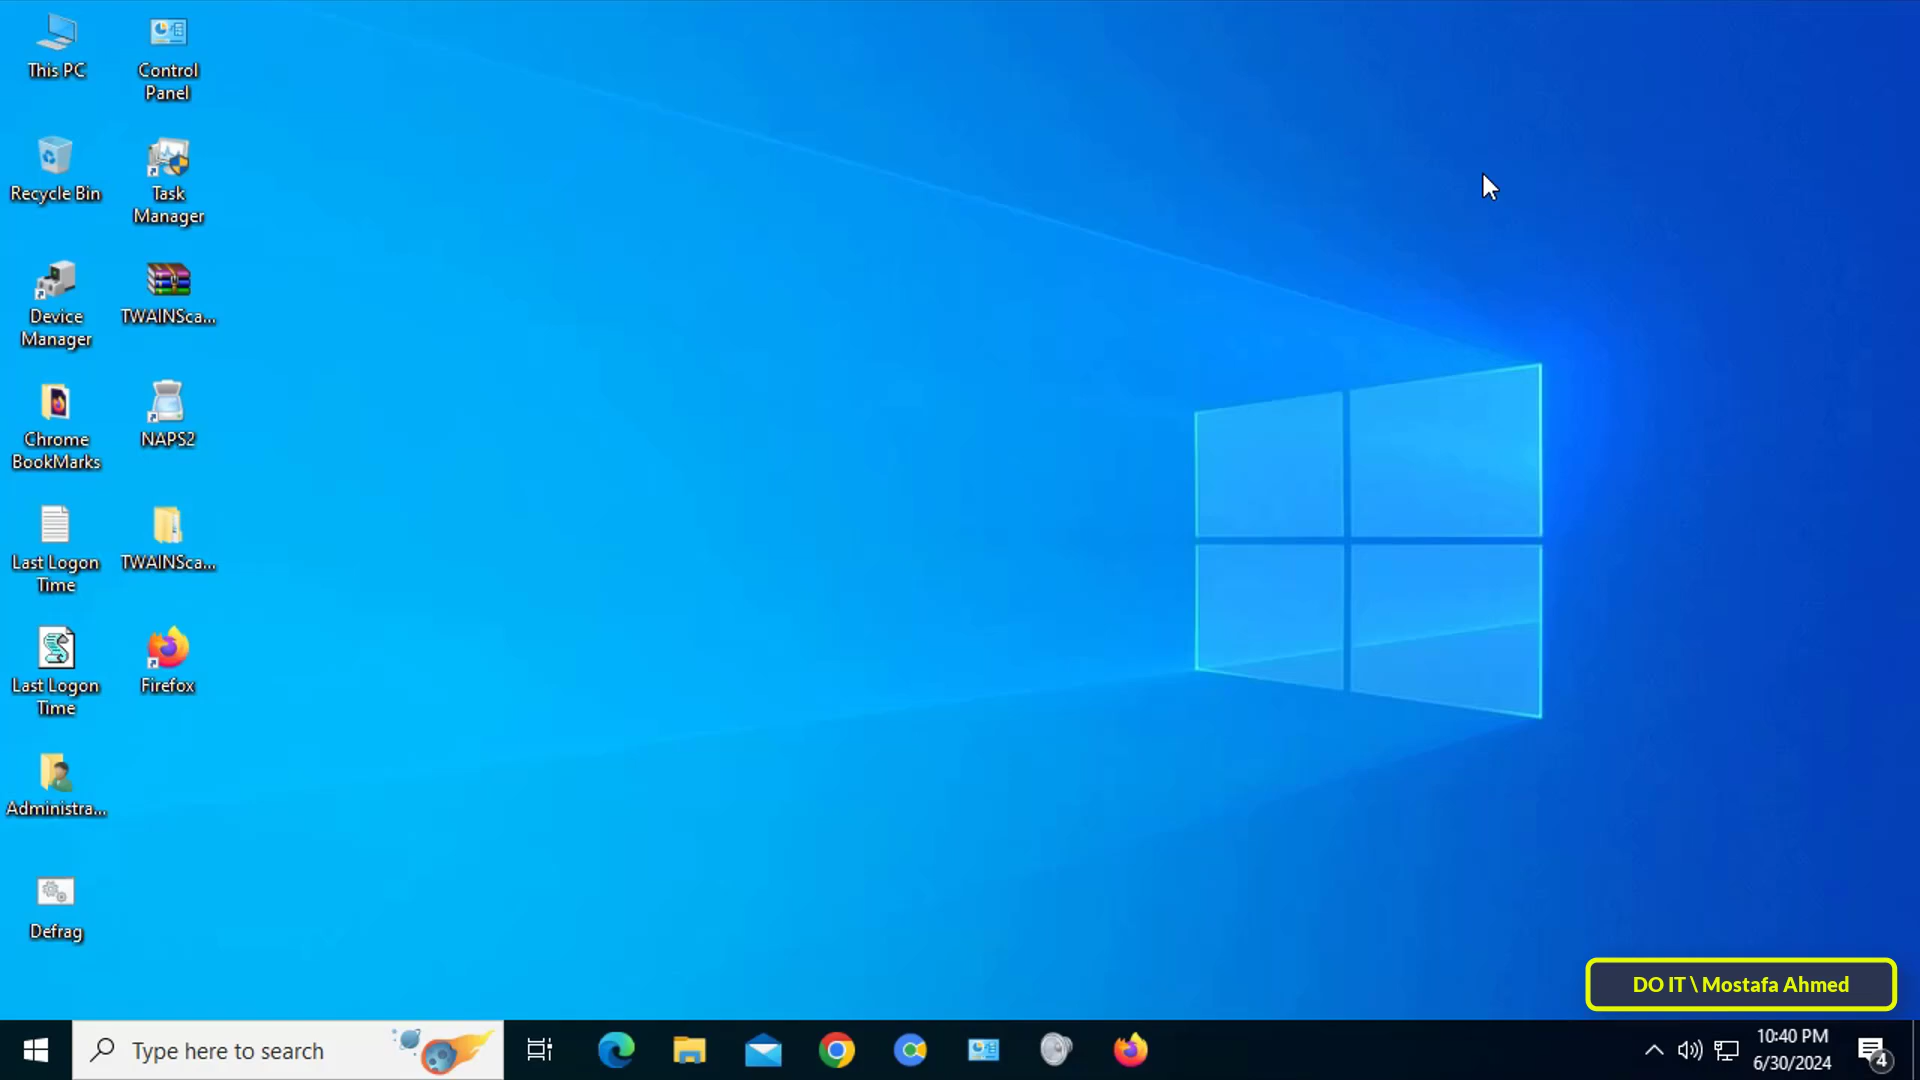 This PC
Control
Panel
Recycle Bin
Task
Manager
Device
Manager
TWAINSca...
Chrome
BookMarks
NAPS2
Last Logon
Time
TWAINSca...
Last Logon
Time
Firefox
Administra...
Defrag
DO IT \ Mostafa Ahmed
Type here to search
10:40 PM
6/30/2024
4